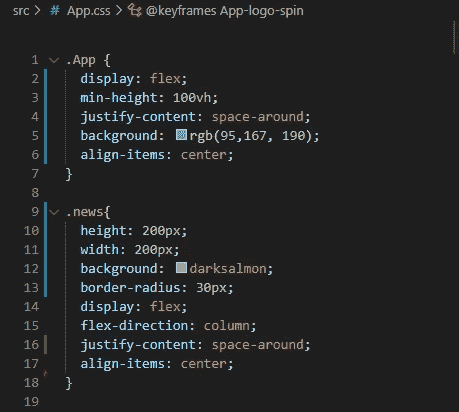 src > # App.css > @keyframes App-logo-spin
1 .App {
2 display: flex;
3 min-height: 100vh;
4 justify-content: space-around;
5 background: rgb(95,167, 190);
6 align-items: center;
7 }
8
9 .news{
10 height: 200px;
11 width: 200px;
12 background: darksalmon;
13 border-radius: 30px;
14 display: flex;
15 flex-direction: column;
16 justify-content: space-around;
17 align-items: center;
18 }
19